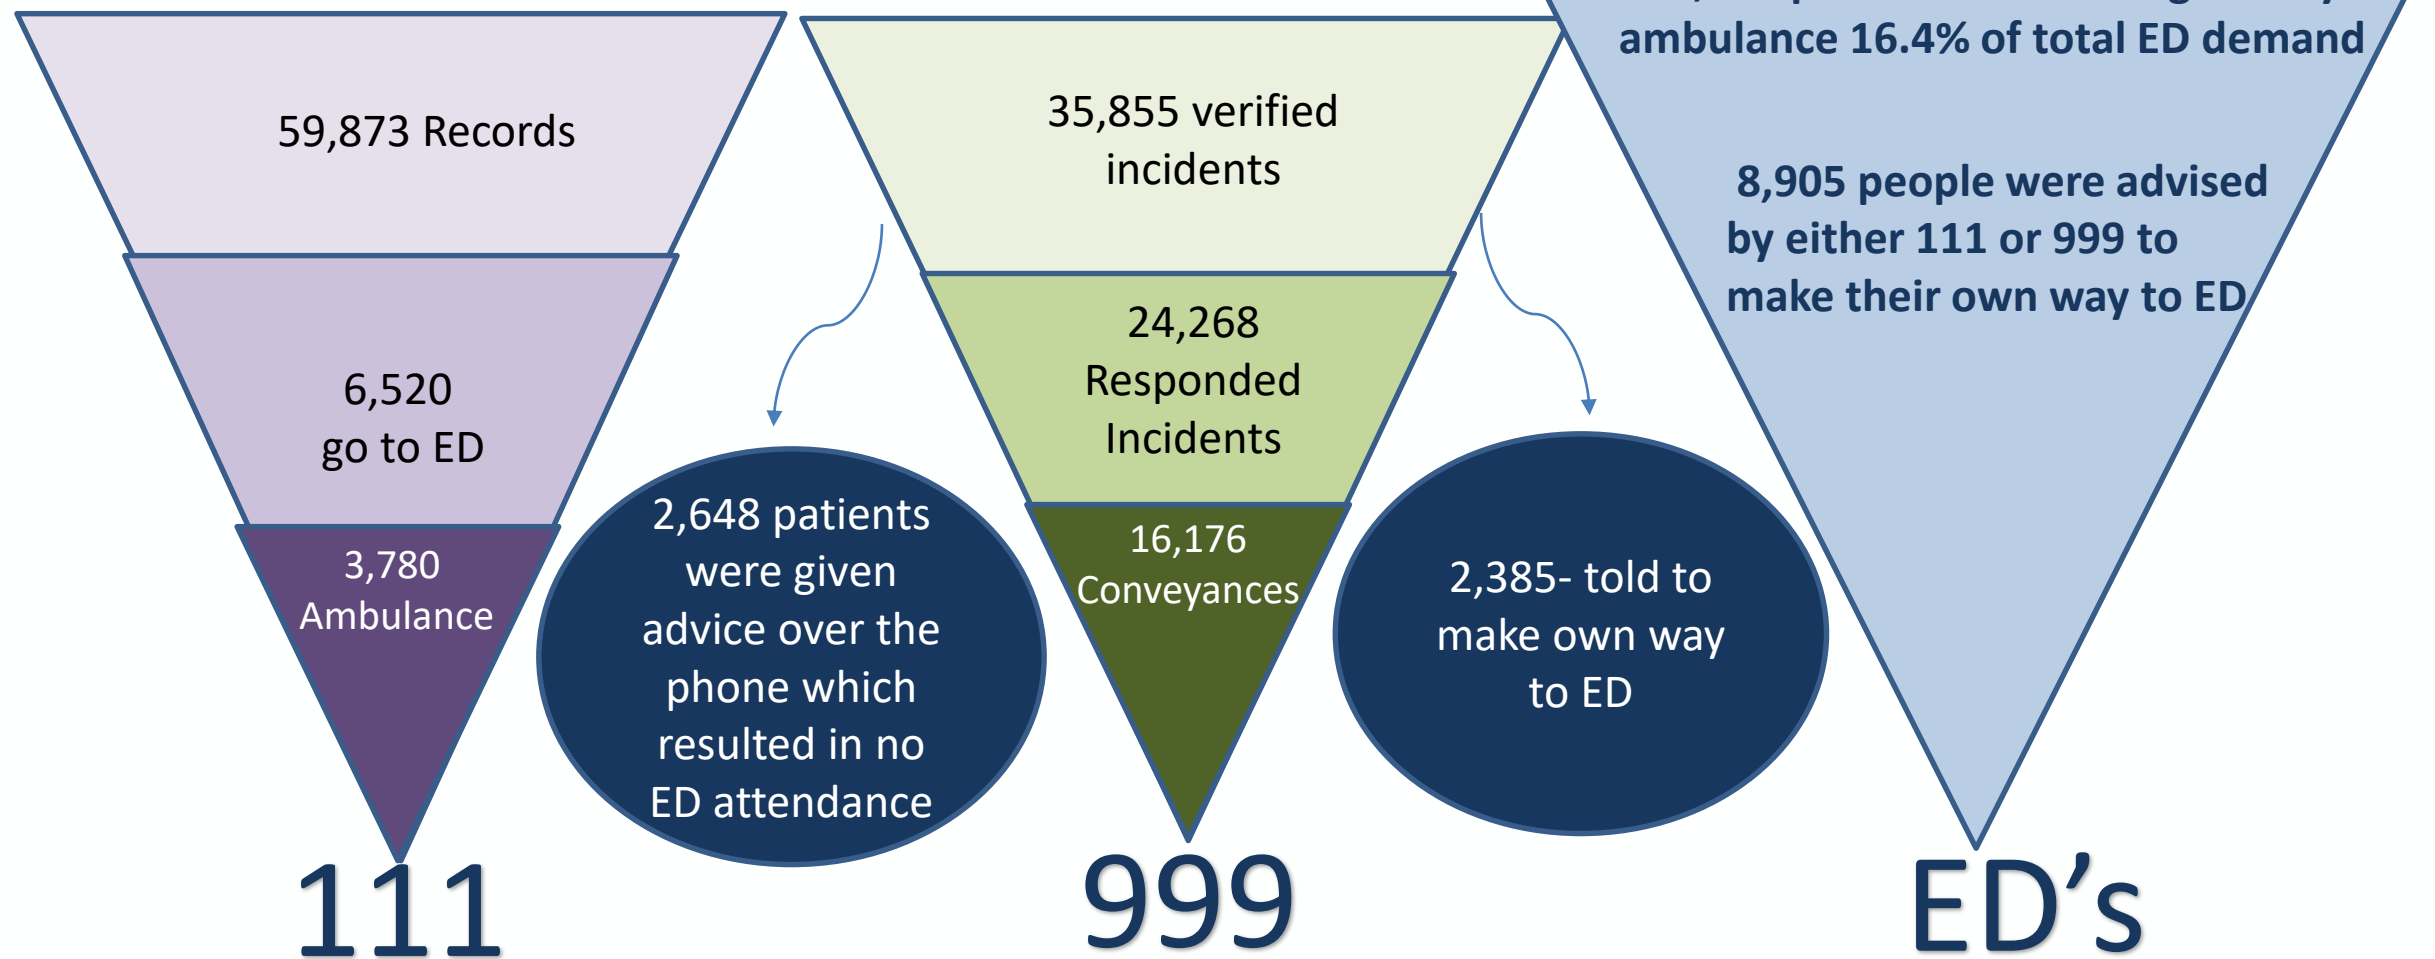 59,873 Records
6,520
go to ED
3,780
Ambulance
111
2,648 patients
were given
advice over the
phone which
resulted in no
ED attendance
35,855 verified
incidents
24,268
Responded
Incidents
16,176
Conveyances
999
2,385- told to
make own way
to ED
ambulance 16.4% of total ED demand
8,905 people were advised
by either 111 or 999 to
make their own way to ED
ED’s